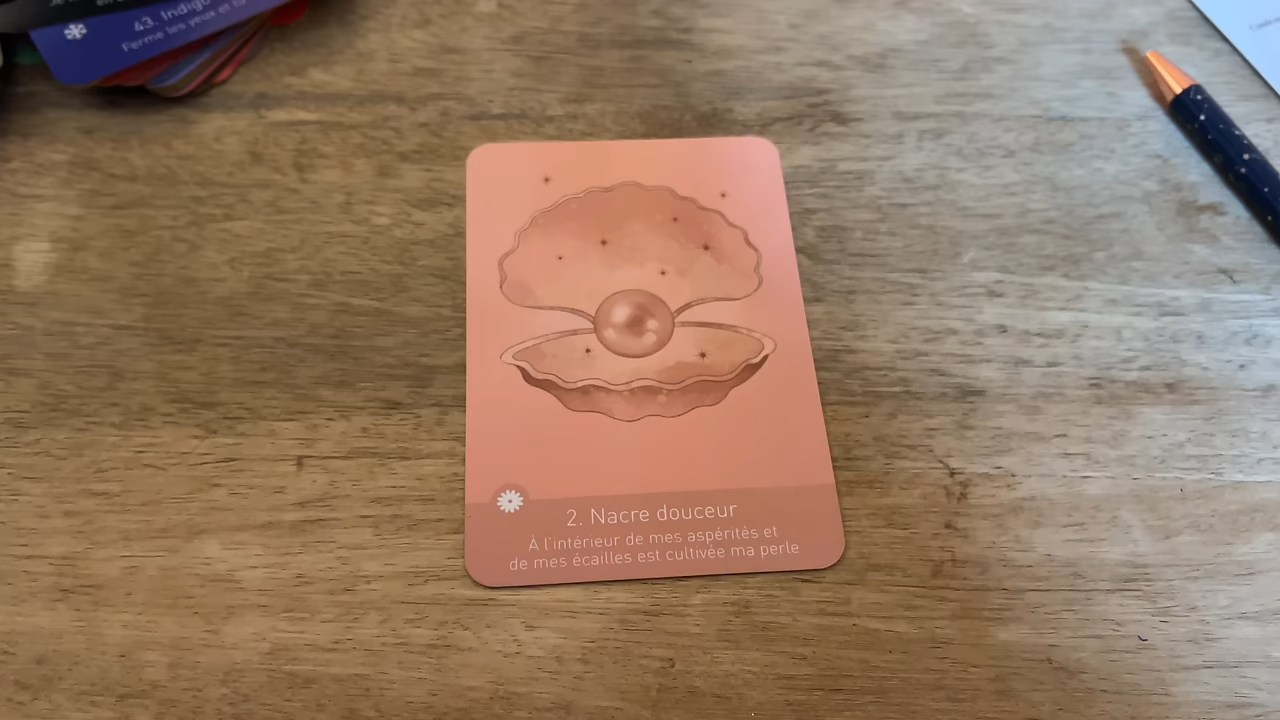 43. Indigo
Ferme les yeux et
2. Nacre douceur
À l'intérieur de mes aspérités et
de mes écailles est cultivée ma perle